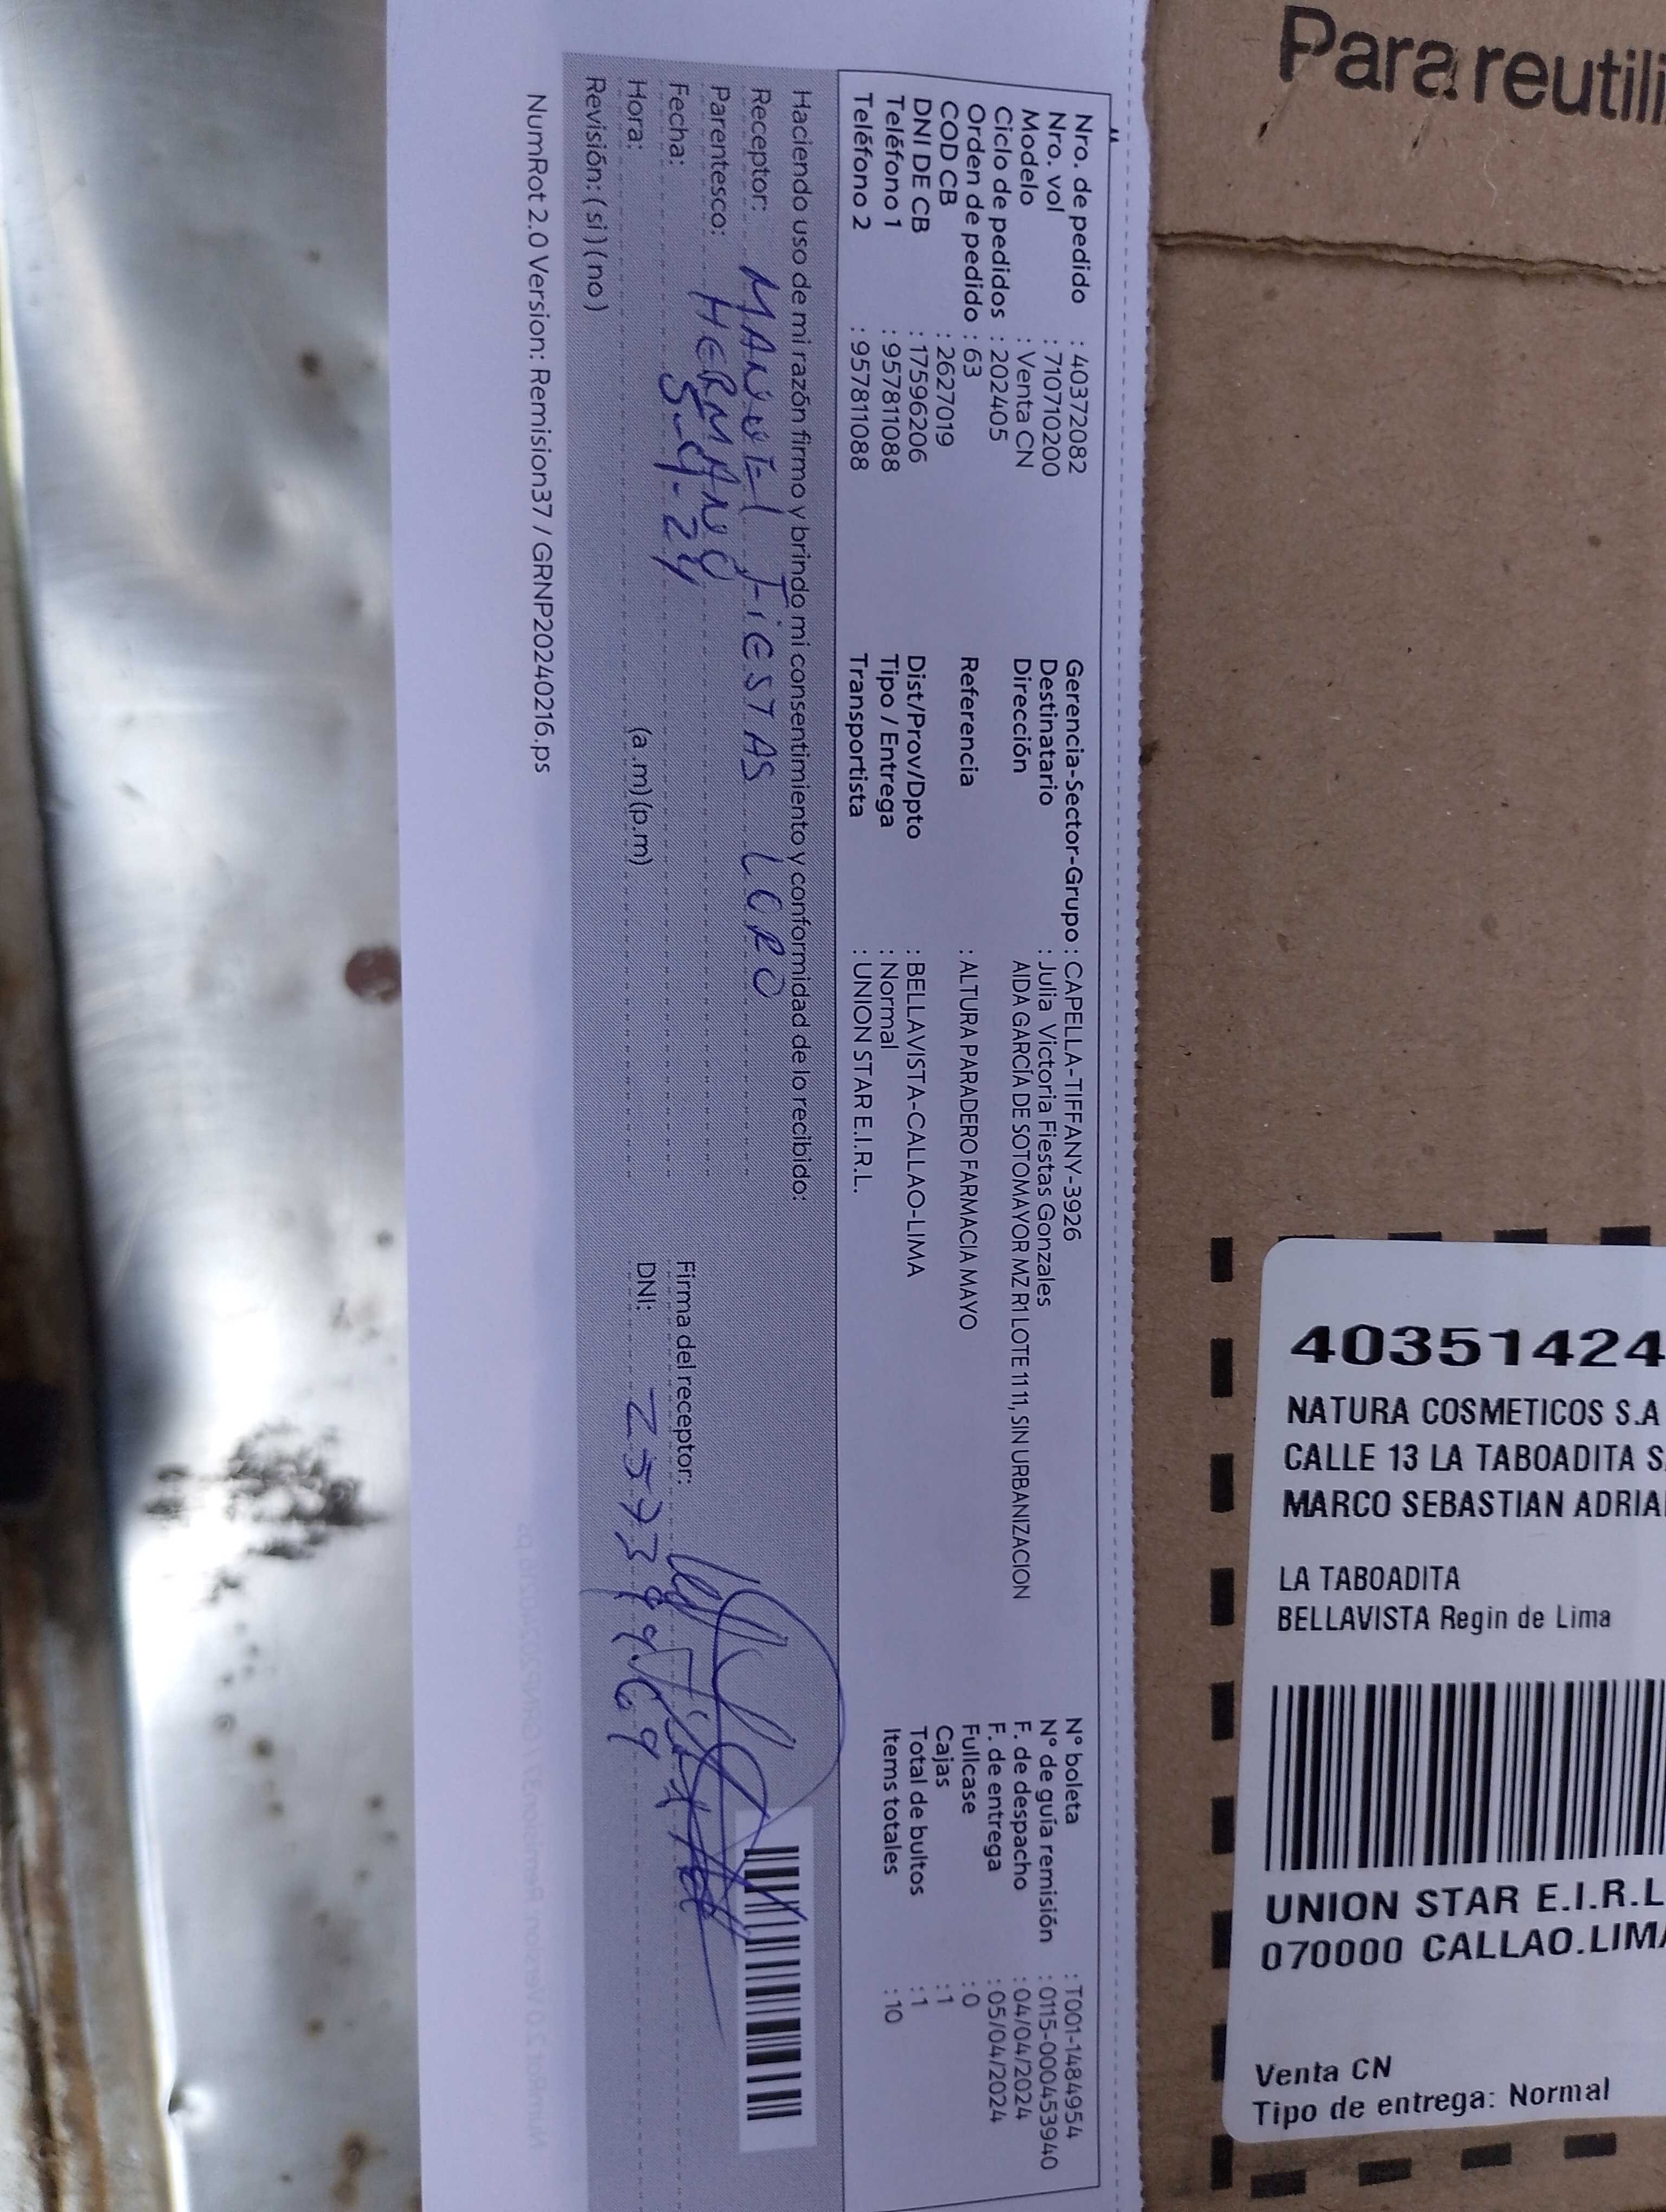 Para reutili
Nro. de pedido : 40372082
Nro. vol : 710710200
Modelo : Venta CN
Ciclo de pedidos : 202405
Orden de pedido : 63
COD CB : 2627019
DNI DE CB : 17596206
Teléfono 1 : 957811088
Teléfono 2 : 957811088
Gerencia-Sector-Grupo : CAPELLA-TIFFANY-3926
Destinatario : Julia Victoria Fiestas Gonzales
Dirección AIDA GARCÍA DE SOTOMAYOR MZ R1 LOTE 11 11, SIN URBANIZACION
Referencia : ALTURA PARADERO FARMACIA MAYO
Dist/Prov/Dpto : BELLAVISTA-CALLAO-LIMA
Tipo / Entrega : Normal
Transportista : UNION STAR E.I.R.L.
N° boleta : T001-1484954
N° de guía remisión : 0115-000453940
F. de despacho : 04/04/2024
F. de entrega : 05/04/2024
Fullcase : 0
Cajas : 1
Total de bultos : 1
Items totales : 10
Haciendo uso de mi razón firmo y brindo mi consentimiento y conformidad de lo recibido:
Receptor: MANUEL FIESTAS LORO
Parentesco: HERMANO
Fecha: 5-4-24
Hora: (a.m)(p.m)
Revisión: ( si ) ( no )
Firma del receptor:
DNI:
NumRot 2.0 Version: Remision37 / GRNP20240216.ps
40351424
NATURA COSMETICOS S.A
CALLE 13 LA TABOADITA S
MARCO SEBASTIAN ADRIA
LA TABOADITA
BELLAVISTA Regin de Lima
UNION STAR E.I.R.L
070000 CALLAO.LIMA
Venta CN
Tipo de entrega: Normal